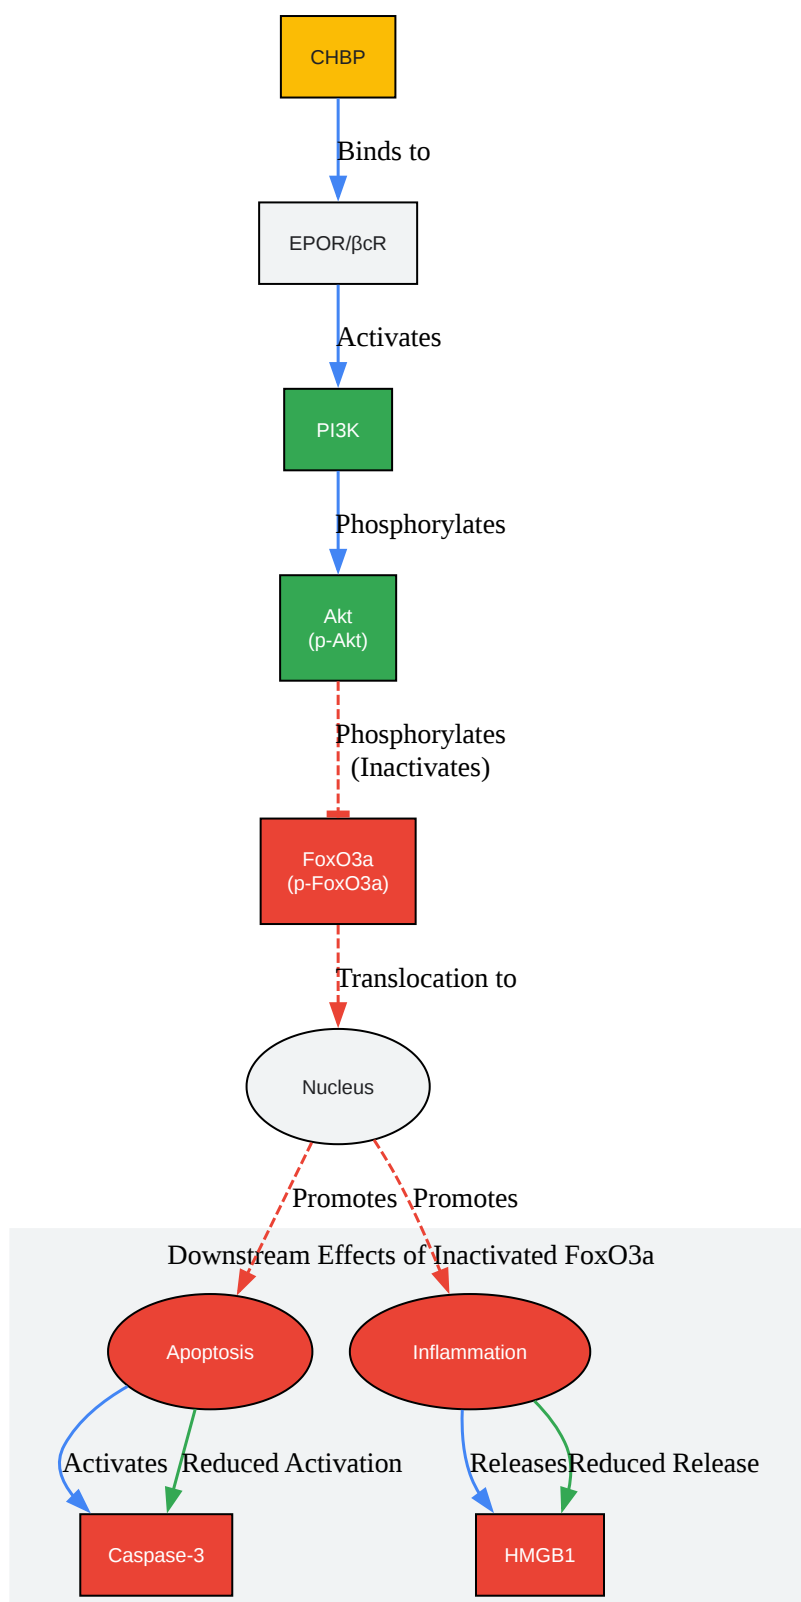 CHBP
Binds to
EPOR/βcR
Activates
PI3K
Phosphorylates
Akt
(p-Akt)
Phosphorylates
(Inactivates)
FoxO3a
(p-FoxO3a)
Translocation to
Nucleus
Promotes
Promotes
Downstream Effects of Inactivated FoxO3a
Apoptosis
Inflammation
Activates
Reduced Activation
Releases
Reduced Release
Caspase-3
HMGB1